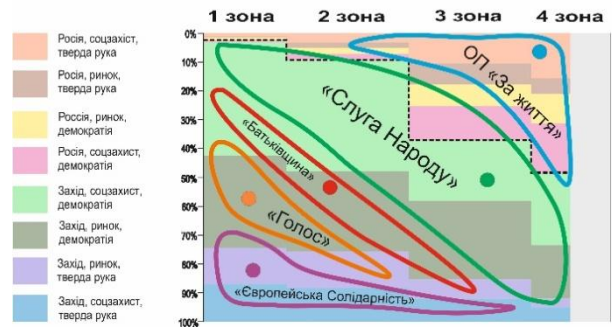 1 зона 2 зона 3 зона 4 зона
0%
10%
20%
30%
40%
50%
60%
70%
80%
90%
100%
Росія, соцзахіст,
тверда рука
Росія, ринок,
тверда рука
Россія, ринок,
демократія
Росія, соцзахист,
демократія
Захід, соцзахист,
демократія
Захід, ринок,
демократія
Захід, ринок,
тверда рука
Захід, соцзахист,
тверда рука
ОП «За життя»
«Слуга Народу»
«Батьківщина»
«Голос»
«Європейська Солідарність»